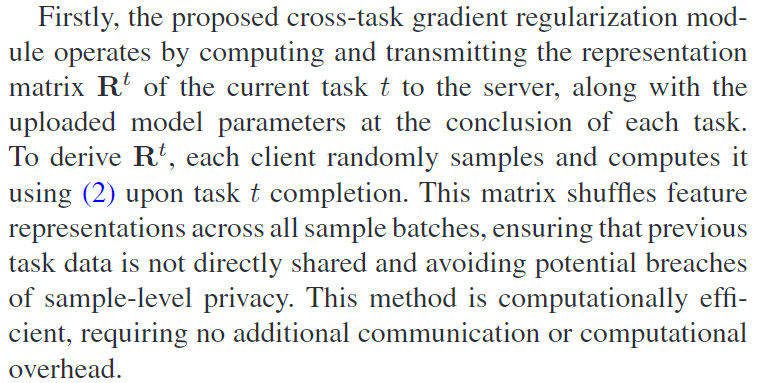 Firstly, the proposed cross-task gradient regularization mod-
ule operates by computing and transmitting the representation
matrix R^t of the current task t to the server, along with the
uploaded model parameters at the conclusion of each task.
To derive R^t, each client randomly samples and computes it
using (2) upon task t completion. This matrix shuffles feature
representations across all sample batches, ensuring that previous
task data is not directly shared and avoiding potential breaches
of sample-level privacy. This method is computationally effi-
cient, requiring no additional communication or computational
overhead.